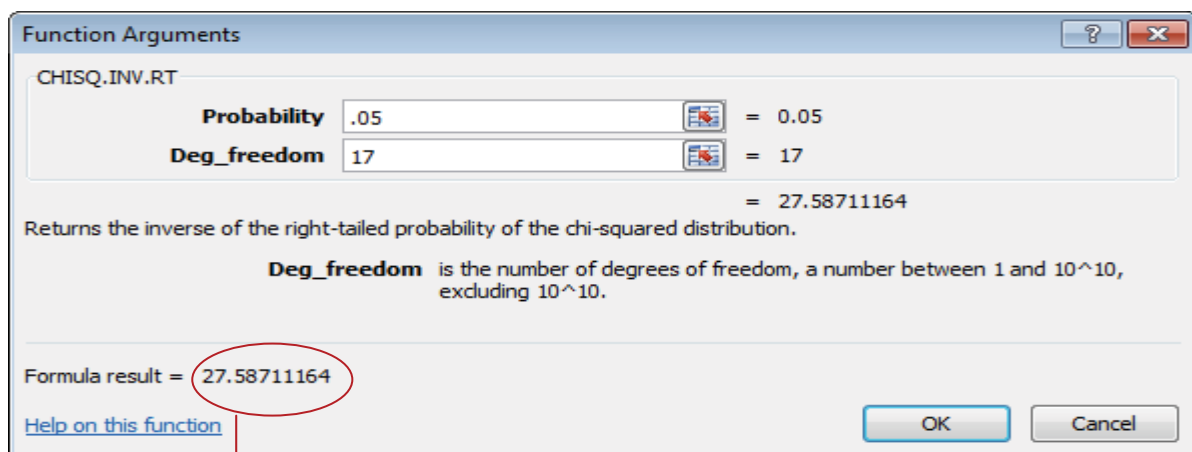 Function Arguments
CHISQ.INV.RT
Probability .05 = 0.05
Deg_freedom 17 = 17
= 27.58711164
Returns the inverse of the right-tailed probability of the chi-squared distribution.
Deg_freedom is the number of degrees of freedom, a number between 1 and 10^10,
excluding 10^10.
Formula result = 27.58711164
Help on this function OK Cancel